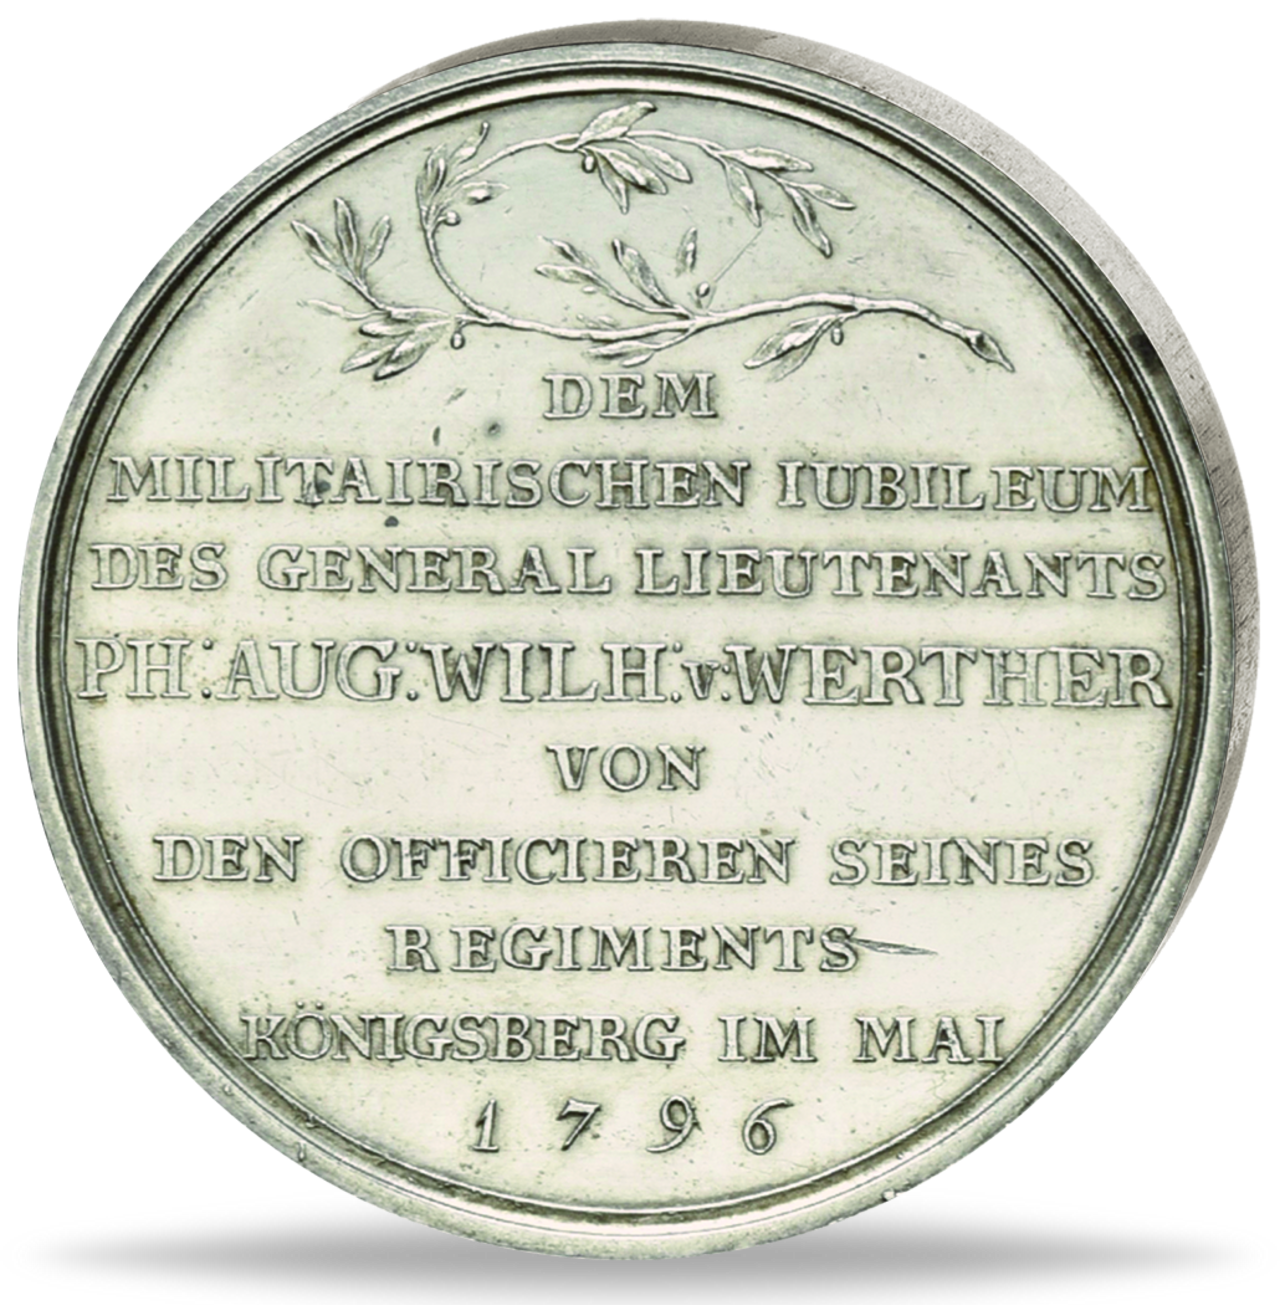 DEM
MILITAIRISCHEN IUBILEUM
DES GENERAL LIEUTENANTS
PH: AUG: WILH: v: WERTHER
VON
DEN OFFICIEREN SEINES
REGIMENTS
KÖNIGSBERG IM MAI
1796